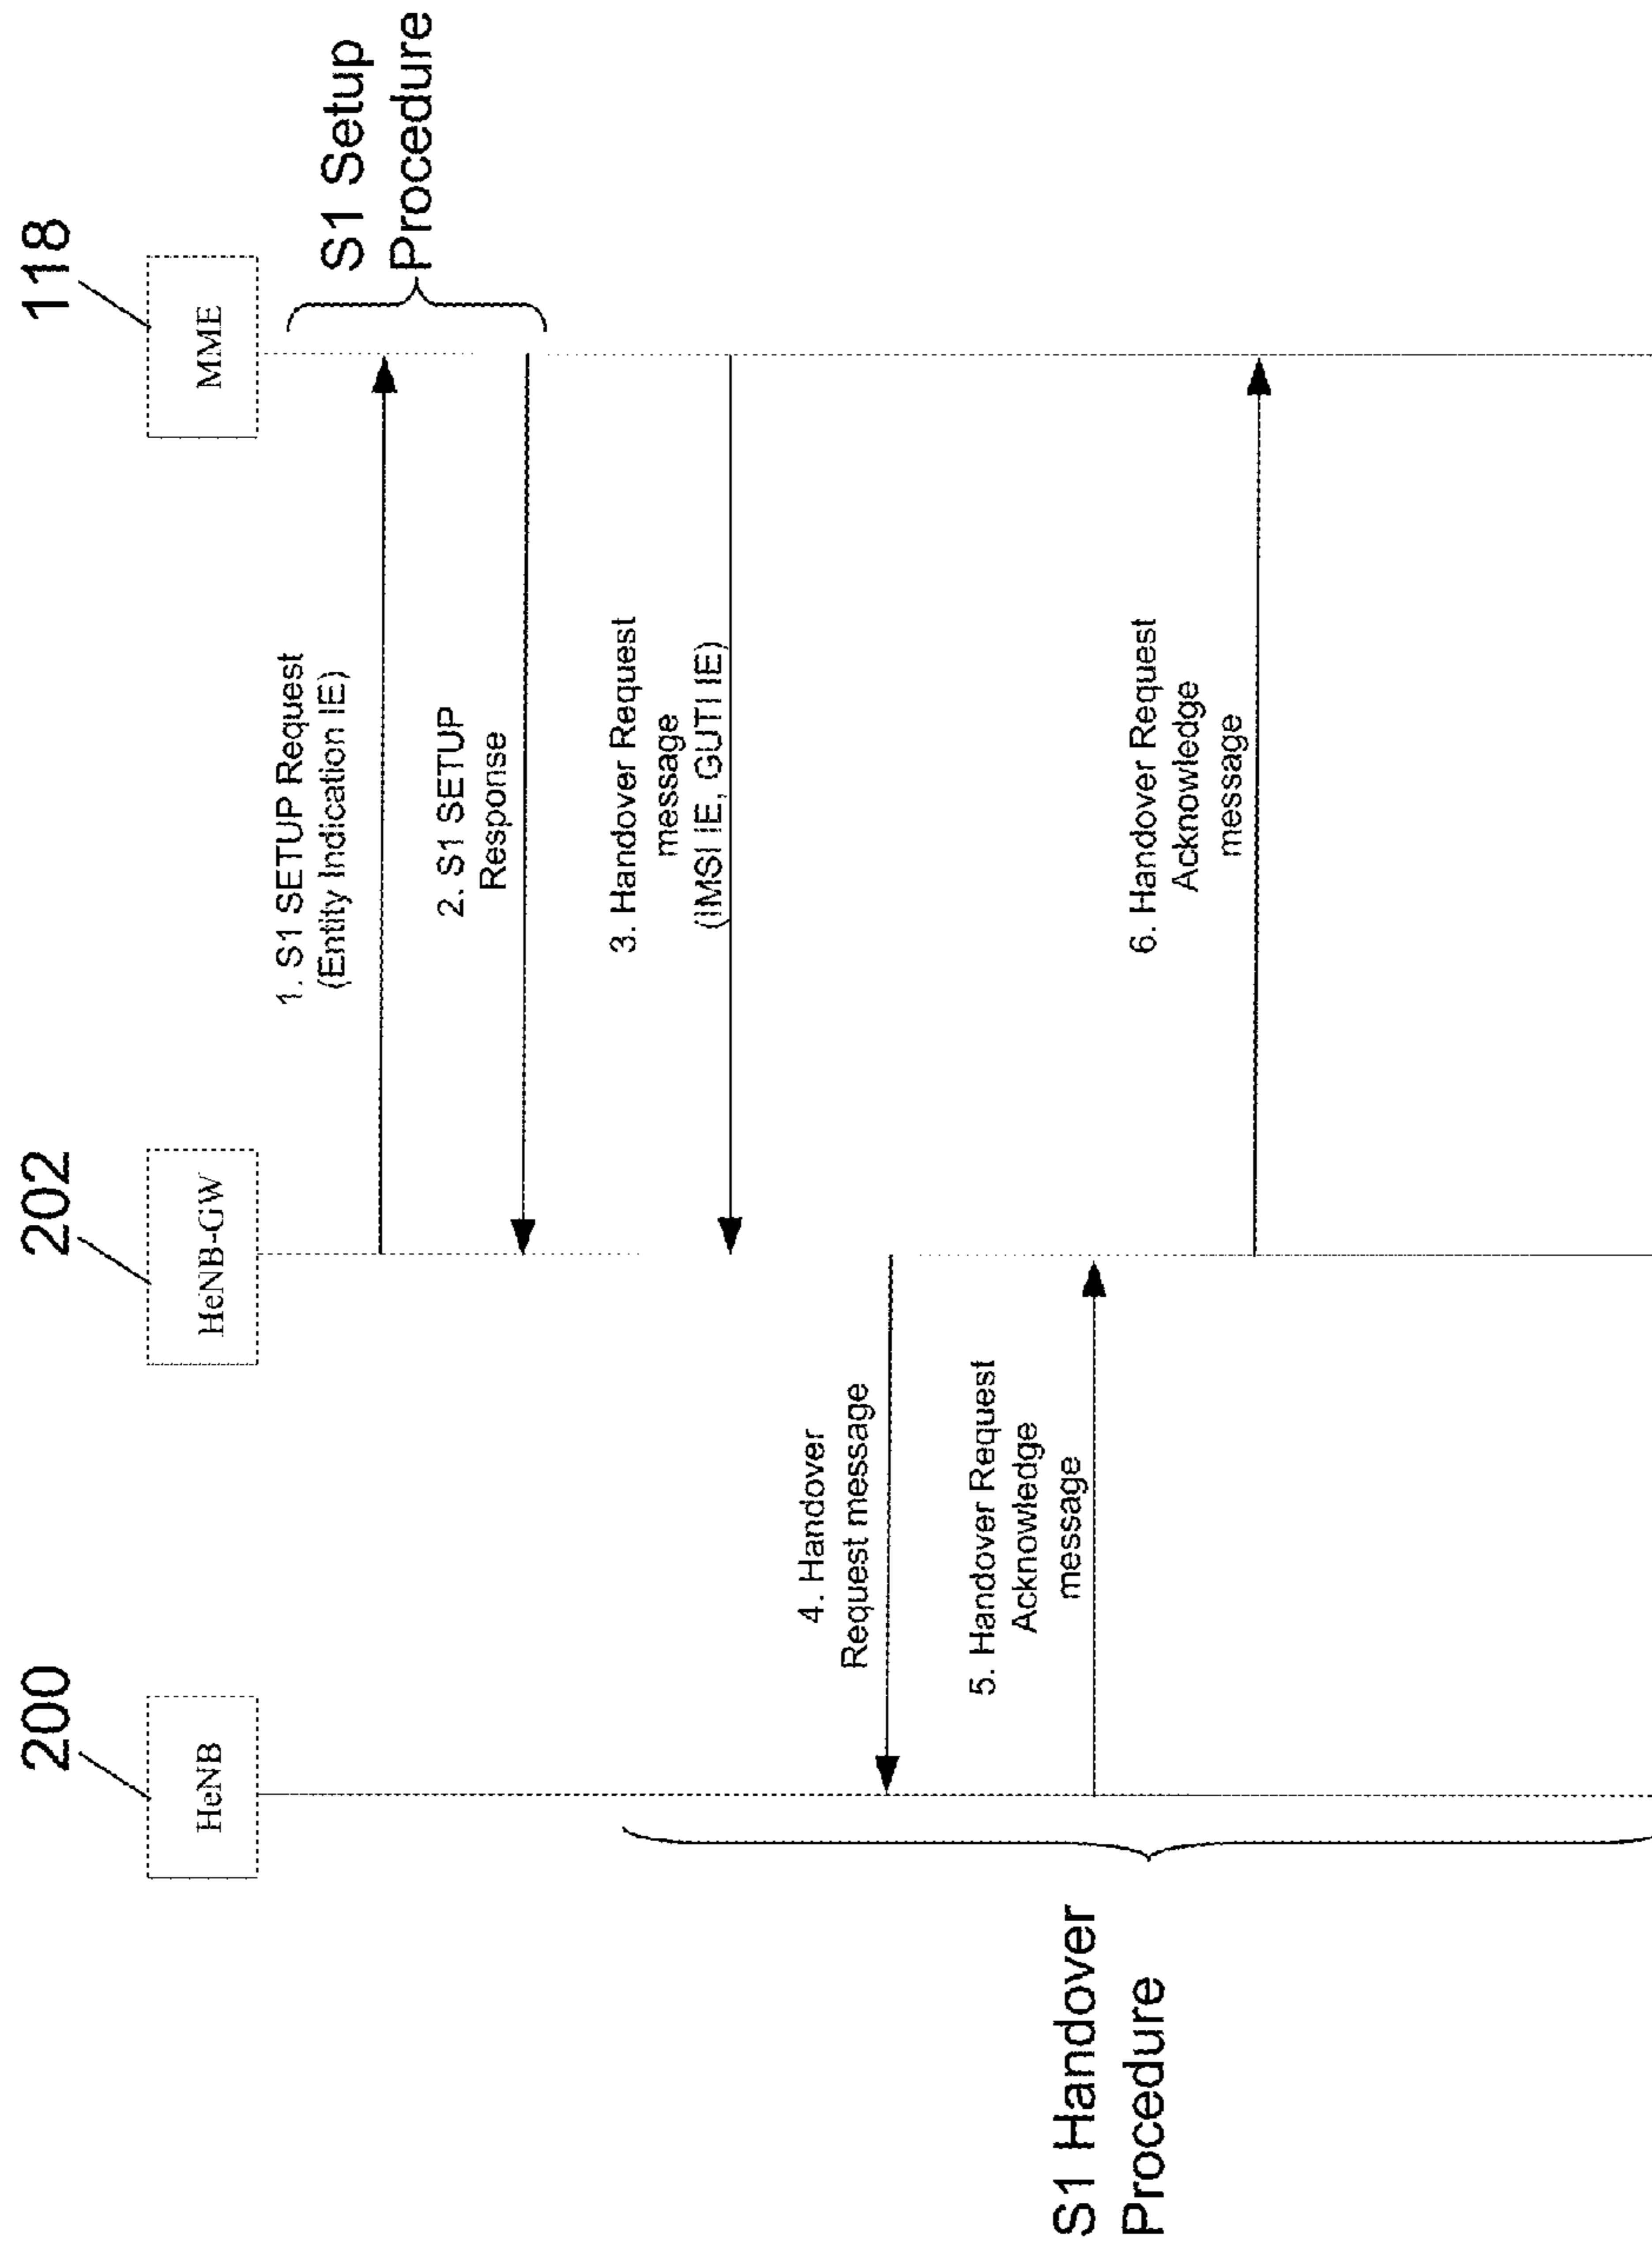 200
202
118
HeNB
HeNB-GW
MME
S1 Setup
Procedure
1. S1 SETUP Request
(Entity Indication IE)
2. S1 SETUP
Response
3. Handover Request
message
(IMSI IE, GUTI IE)
4. Handover
Request message
5. Handover Request
Acknowledge
message
6. Handover Request
Acknowledge
message
S1 Handover
Procedure